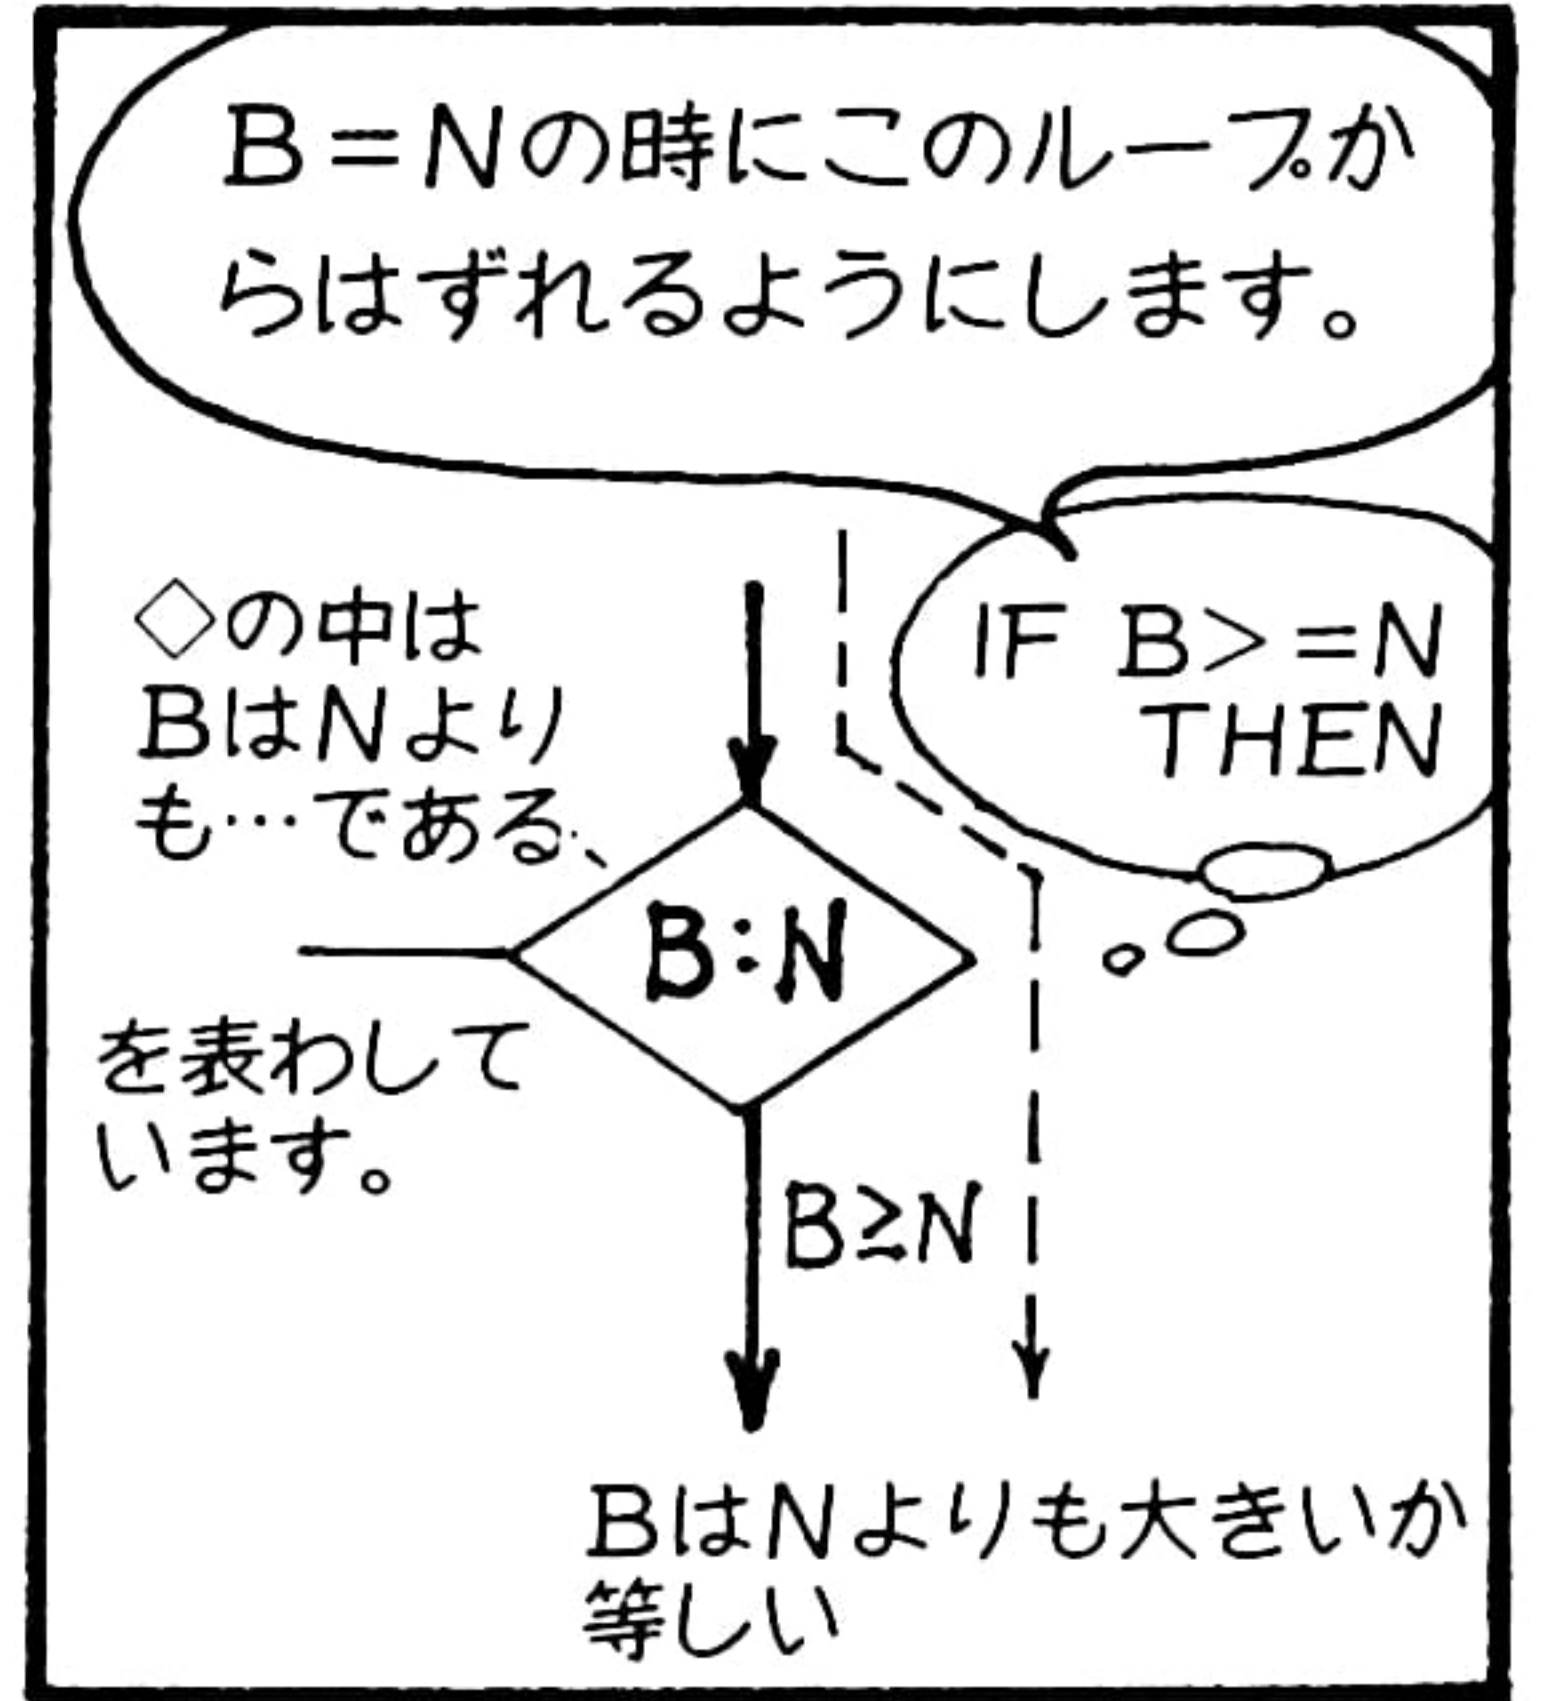 B=Nの時にこのループか
らはずれるようにします。
IF B>=N
THEN
◇の中は
BはNより
も…である
を表わして
います。
B:N
B≧N
BはNよりも大きいか
等しい